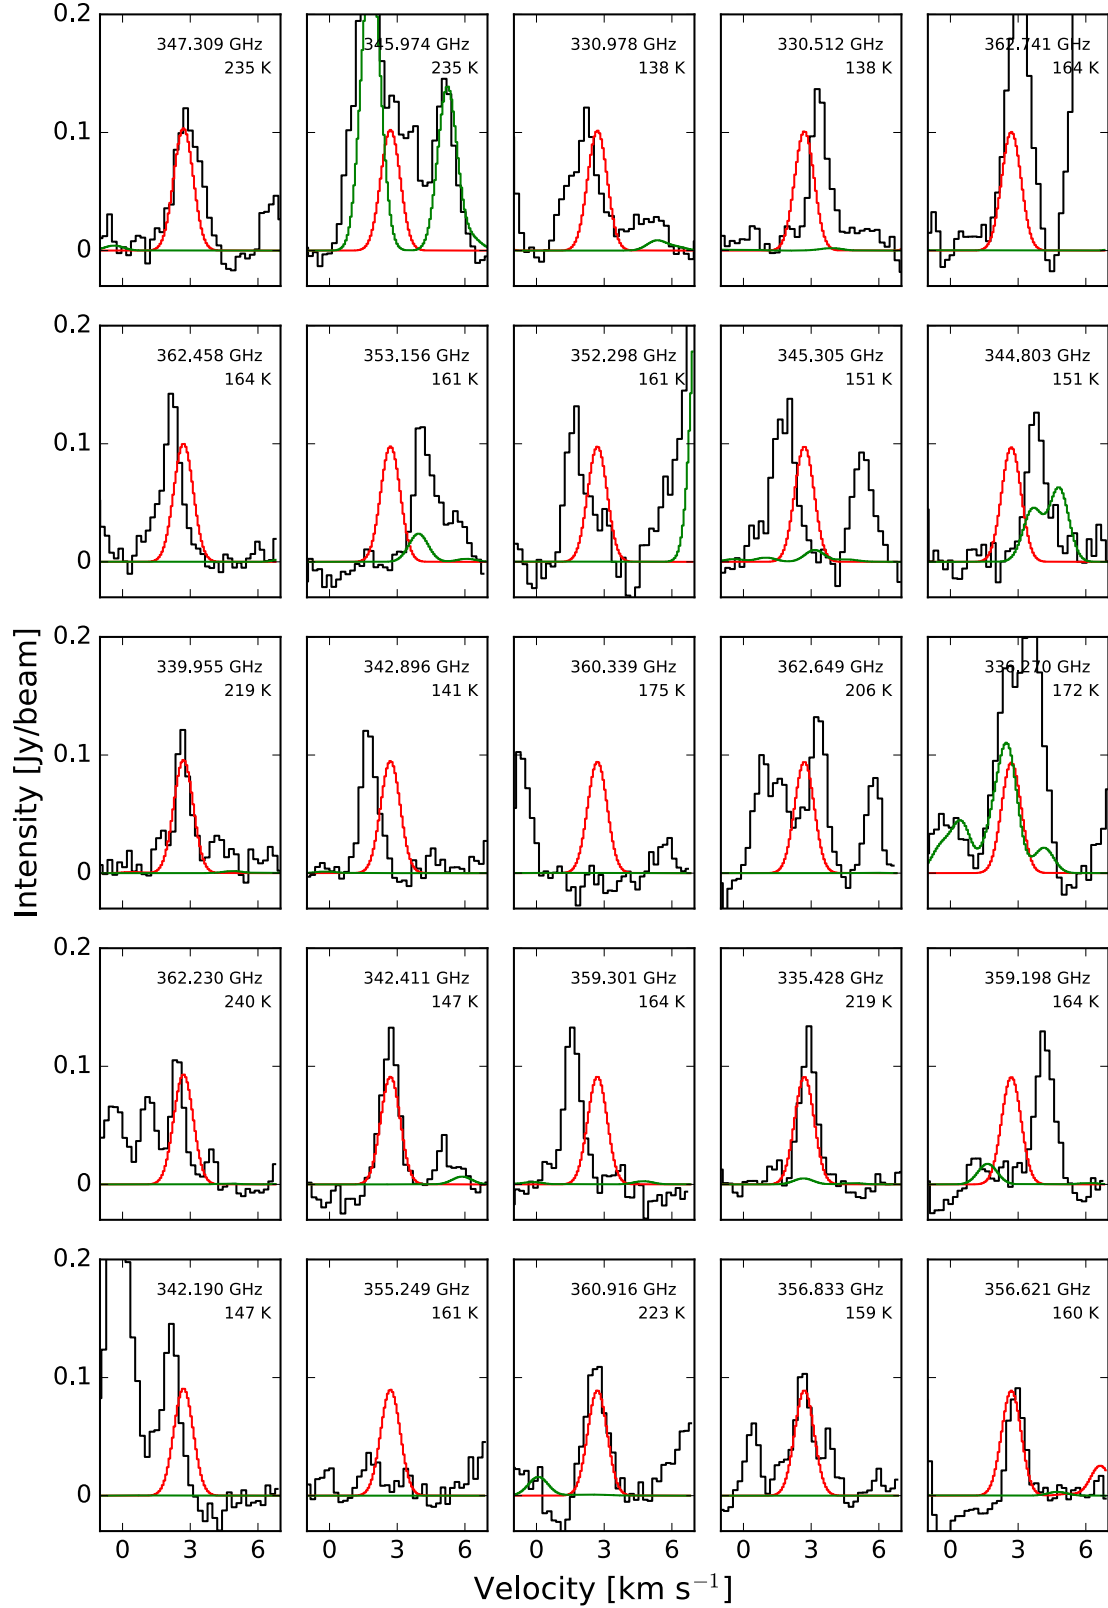 0.2
347.309 GHz
235 K
345.974 GHz
235 K
330.978 GHz
138 K
330.512 GHz
138 K
362.741 GHz
164 K
0.1
0
0.2
362.458 GHz
164 K
353.156 GHz
161 K
352.298 GHz
161 K
345.305 GHz
151 K
344.803 GHz
151 K
0.1
0
Intensity [Jy/beam]
0.2
339.955 GHz
219 K
342.896 GHz
141 K
360.339 GHz
175 K
362.649 GHz
206 K
336.270 GHz
172 K
0.1
0
0.2
362.230 GHz
240 K
342.411 GHz
147 K
359.301 GHz
164 K
335.428 GHz
219 K
359.198 GHz
164 K
0.1
0
0.2
342.190 GHz
147 K
355.249 GHz
161 K
360.916 GHz
223 K
356.833 GHz
159 K
356.621 GHz
160 K
0.1
0
0 3 6 0 3 6 0 3 6 0 3 6 0 3 6
Velocity [km s⁻¹]